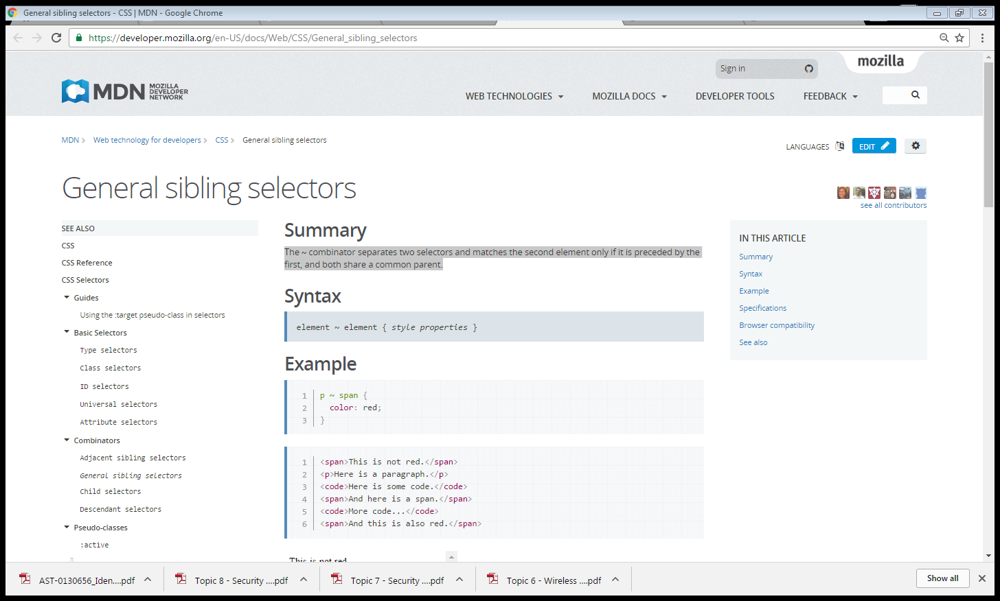 General sibling selectors - CSS | MDN - Google Chrome
https://developer.mozilla.org/en-US/docs/Web/CSS/General_sibling_selectors
Sign in
mozilla
MDN MOZILLA DEVELOPER NETWORK
WEB TECHNOLOGIES MOZILLA DOCS DEVELOPER TOOLS FEEDBACK
MDN Web technology for developers CSS General sibling selectors
LANGUAGES EDIT
General sibling selectors
see all contributors
SEE ALSO
CSS
CSS Reference
CSS Selectors
Guides
Using the :target pseudo-class in selectors
Basic Selectors
Type selectors
Class selectors
ID selectors
Universal selectors
Attribute selectors
Combinators
Adjacent sibling selectors
General sibling selectors
Child selectors
Descendant selectors
Pseudo-classes
:active
Summary
The ~ combinator separates two selectors and matches the second element only if it is preceded by the
first, and both share a common parent.
Syntax
element ~ element { style properties }
Example
1 p ~ span {
2 color: red;
3 }
1 <span>This is not red.</span>
2 <p>Here is a paragraph.</p>
3 <code>Here is some code.</code>
4 <span>And here is a span.</span>
5 <code>More code...</code>
6 <span>And this is also red.</span>
This is not red.
IN THIS ARTICLE
Summary
Syntax
Example
Specifications
Browser compatibility
See also
AST-0130656_Iden....pdf
Topic 8 - Security ....pdf
Topic 7 - Security ....pdf
Topic 6 - Wireless ....pdf
Show all